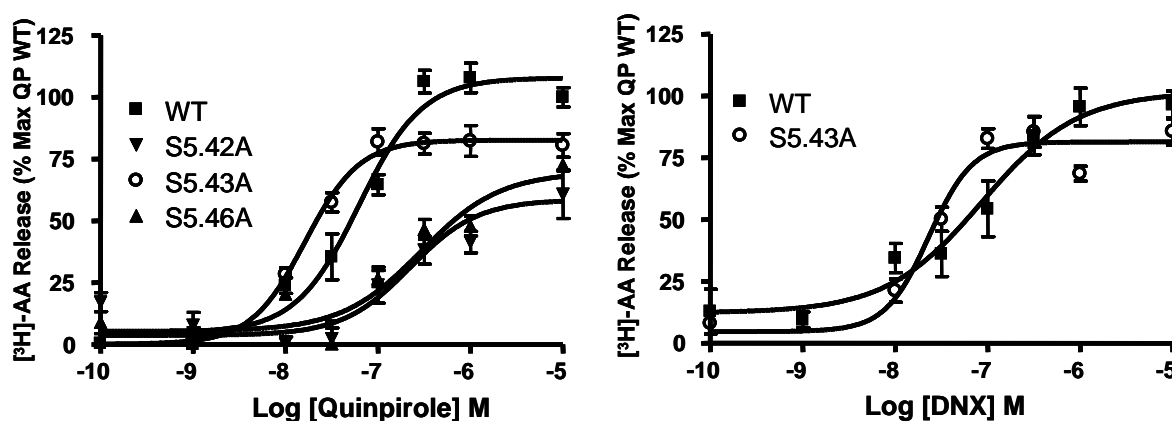 [³H]-AA Release (% Max QP WT)
125
100
75
50
25
0
WT
S5.42A
S5.43A
S5.46A
-10
-9
-8
-7
-6
-5
Log [Quinpirole] M
[³H]-AA Release (% Max QP WT)
125
100
75
50
25
0
WT
S5.43A
-10
-9
-8
-7
-6
-5
Log [DNX] M